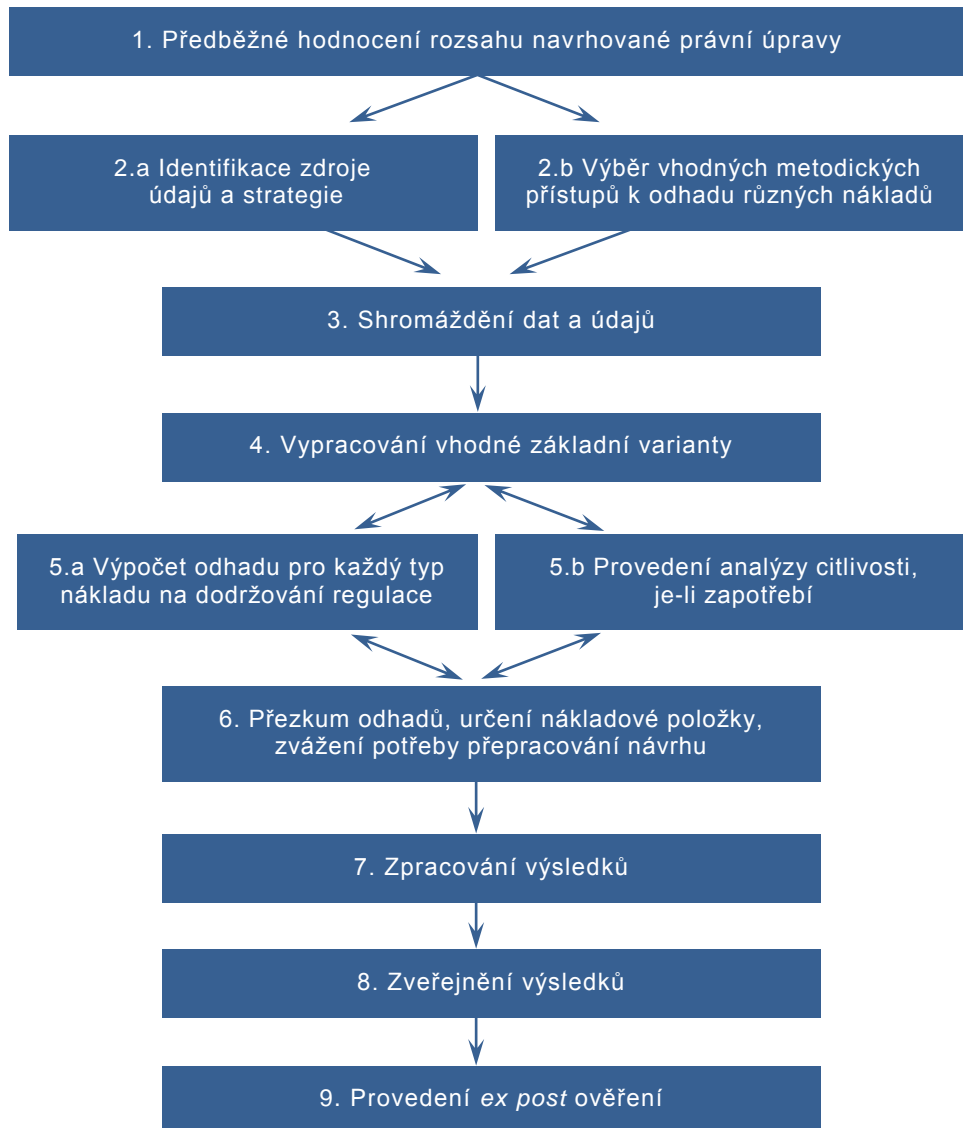 1. Předběžné hodnocení rozsahu navrhované právní úpravy
2.a Identifikace zdroje
údajů a strategie
2.b Výběr vhodných metodických
přístupů k odhadu různých nákladů
3. Shromáždění dat a údajů
4. Vypracování vhodné základní varianty
5.a Výpočet odhadu pro každý typ
nákladu na dodržování regulace
5.b Provedení analýzy citlivosti,
je-li zapotřebí
6. Přezkum odhadů, určení nákladové položky,
zvážení potřeby přepracování návrhu
7. Zpracování výsledků
8. Zveřejnění výsledků
9. Provedení ex post ověření